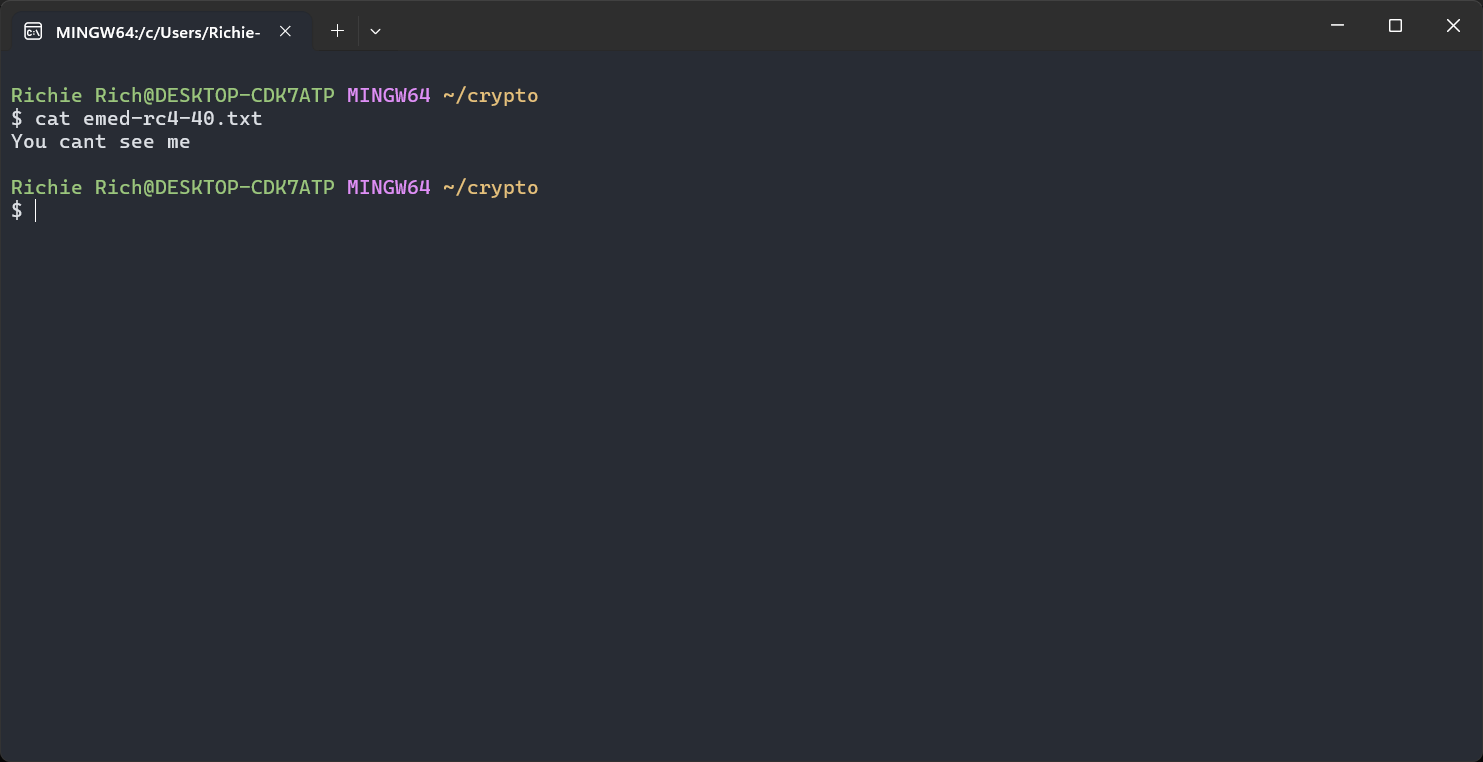 MINGW64:/c/Users/Richie-
Richie Rich@DESKTOP-CDK7ATP MINGW64 ~/crypto
$ cat emed-rc4-40.txt
You cant see me
Richie Rich@DESKTOP-CDK7ATP MINGW64 ~/crypto
$